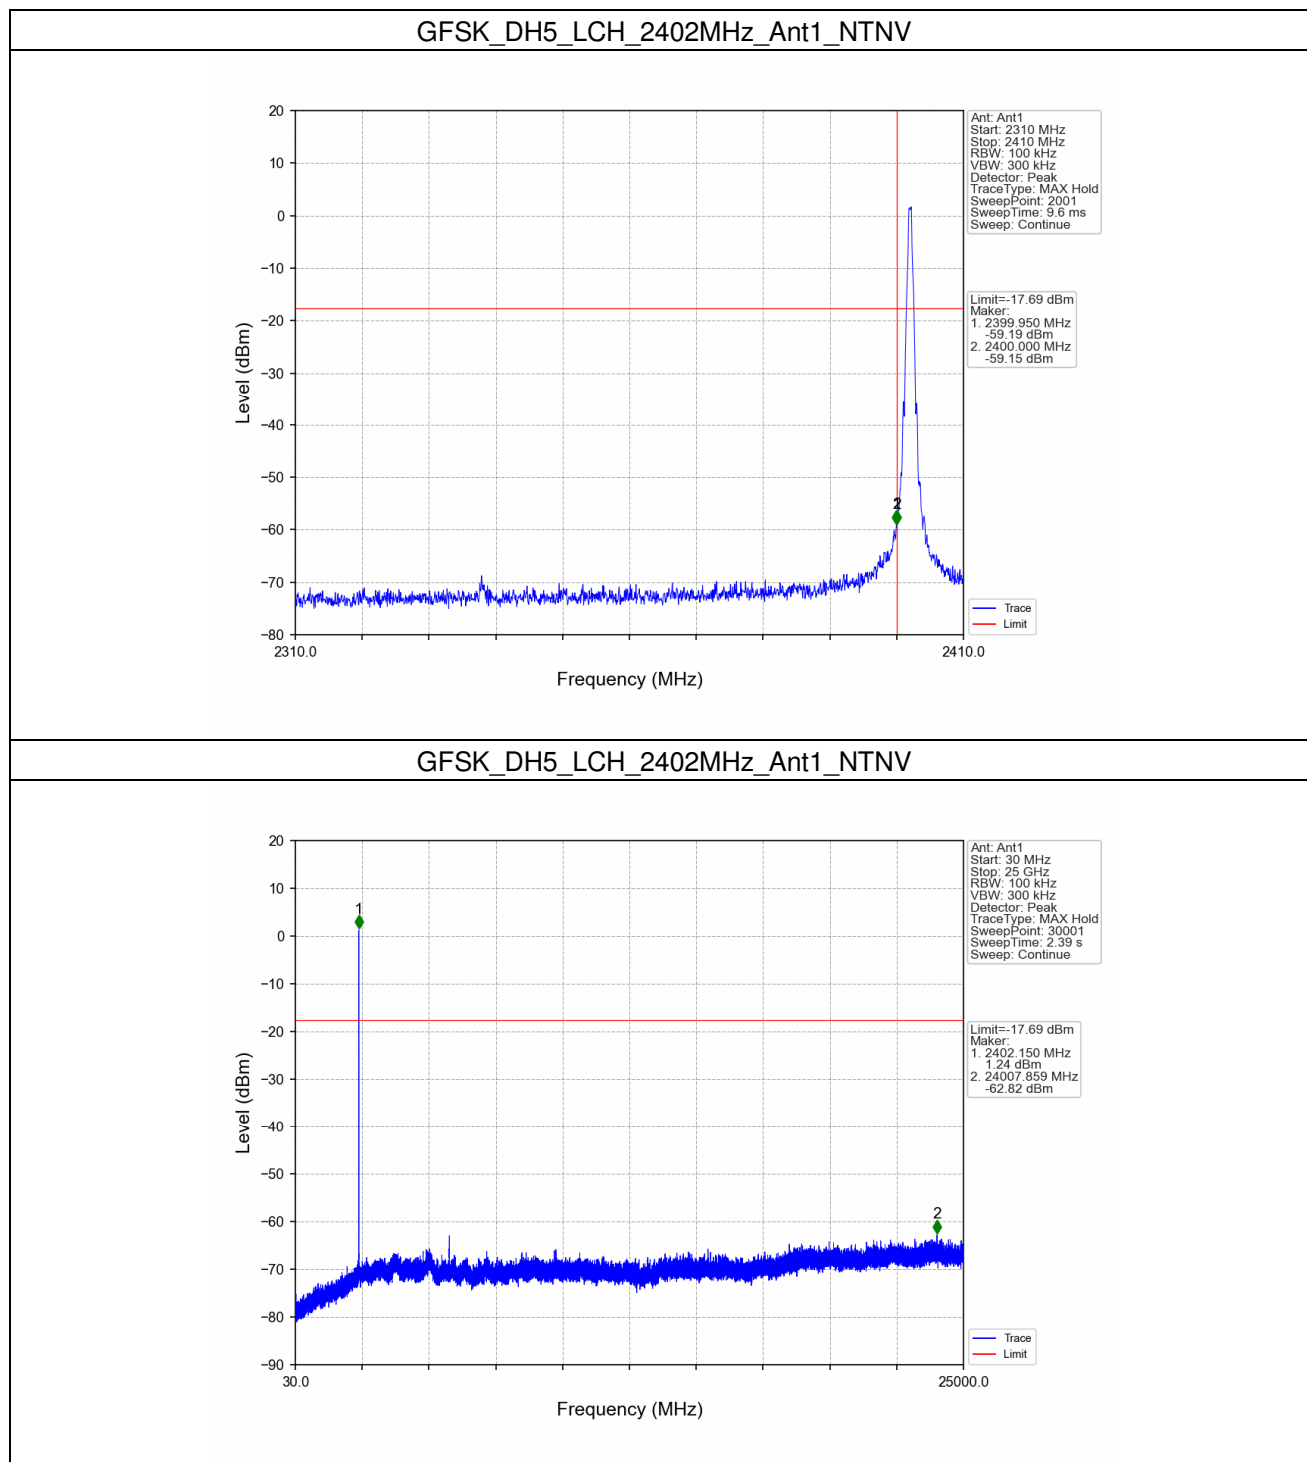 GFSK_DH5_LCH_2402MHz_Ant1_NTNV
20
10
0
−10
−20
−30
−40
−50
−60
−70
−80
Level (dBm)
2310.0
2410.0
Frequency (MHz)
2
Ant: Ant1
Start: 2310 MHz
Stop: 2410 MHz
RBW: 100 kHz
VBW: 300 kHz
Detector: Peak
TraceType: MAX Hold
SweepPoint: 2001
SweepTime: 9.6 ms
Sweep: Continue
Limit=-17.69 dBm
Maker:
1. 2399.950 MHz
-59.19 dBm
2. 2400.000 MHz
-59.15 dBm
Trace
Limit
GFSK_DH5_LCH_2402MHz_Ant1_NTNV
20
10
0
−10
−20
−30
−40
−50
−60
−70
−80
−90
Level (dBm)
30.0
25000.0
Frequency (MHz)
1
2
Ant: Ant1
Start: 30 MHz
Stop: 25 GHz
RBW: 100 kHz
VBW: 300 kHz
Detector: Peak
TraceType: MAX Hold
SweepPoint: 30001
SweepTime: 2.39 s
Sweep: Continue
Limit=-17.69 dBm
Maker:
1. 2402.150 MHz
1.24 dBm
2. 24007.859 MHz
-62.82 dBm
Trace
Limit